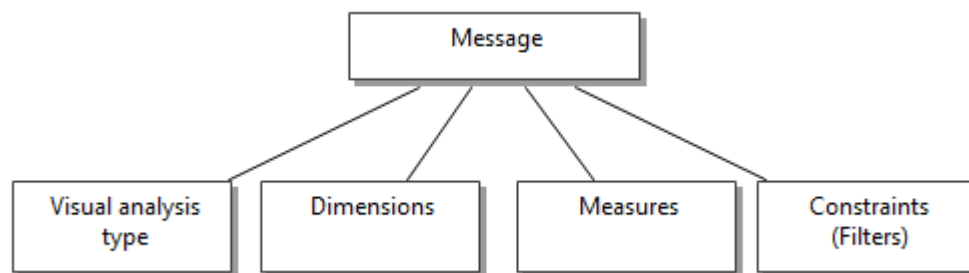 Message
Visual analysis
type
Dimensions
Measures
Constraints
(Filters)